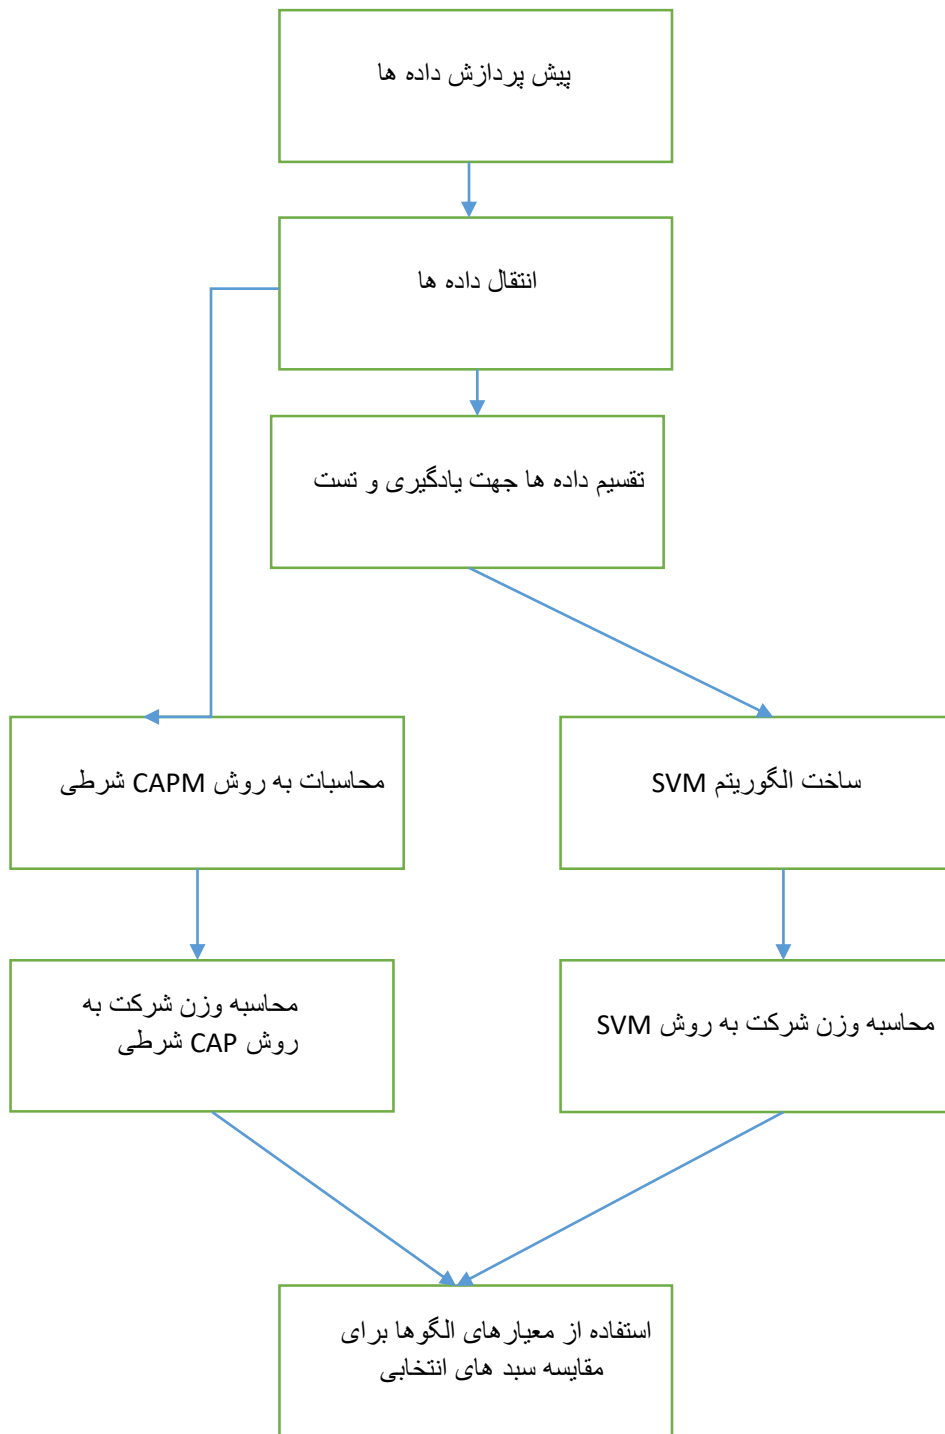 پیش پردازش داده ها
انتقال داده ها
تقسیم داده ها جهت یادگیری و تست
ساخت الگوریتم SVM
محاسبات به روش CAPM شرطی
محاسبه وزن شرکت به روش SVM
محاسبه وزن شرکت به
روش CAP شرطی
استفاده از معیارهای الگوها برای
مقایسه سبد های انتخابی